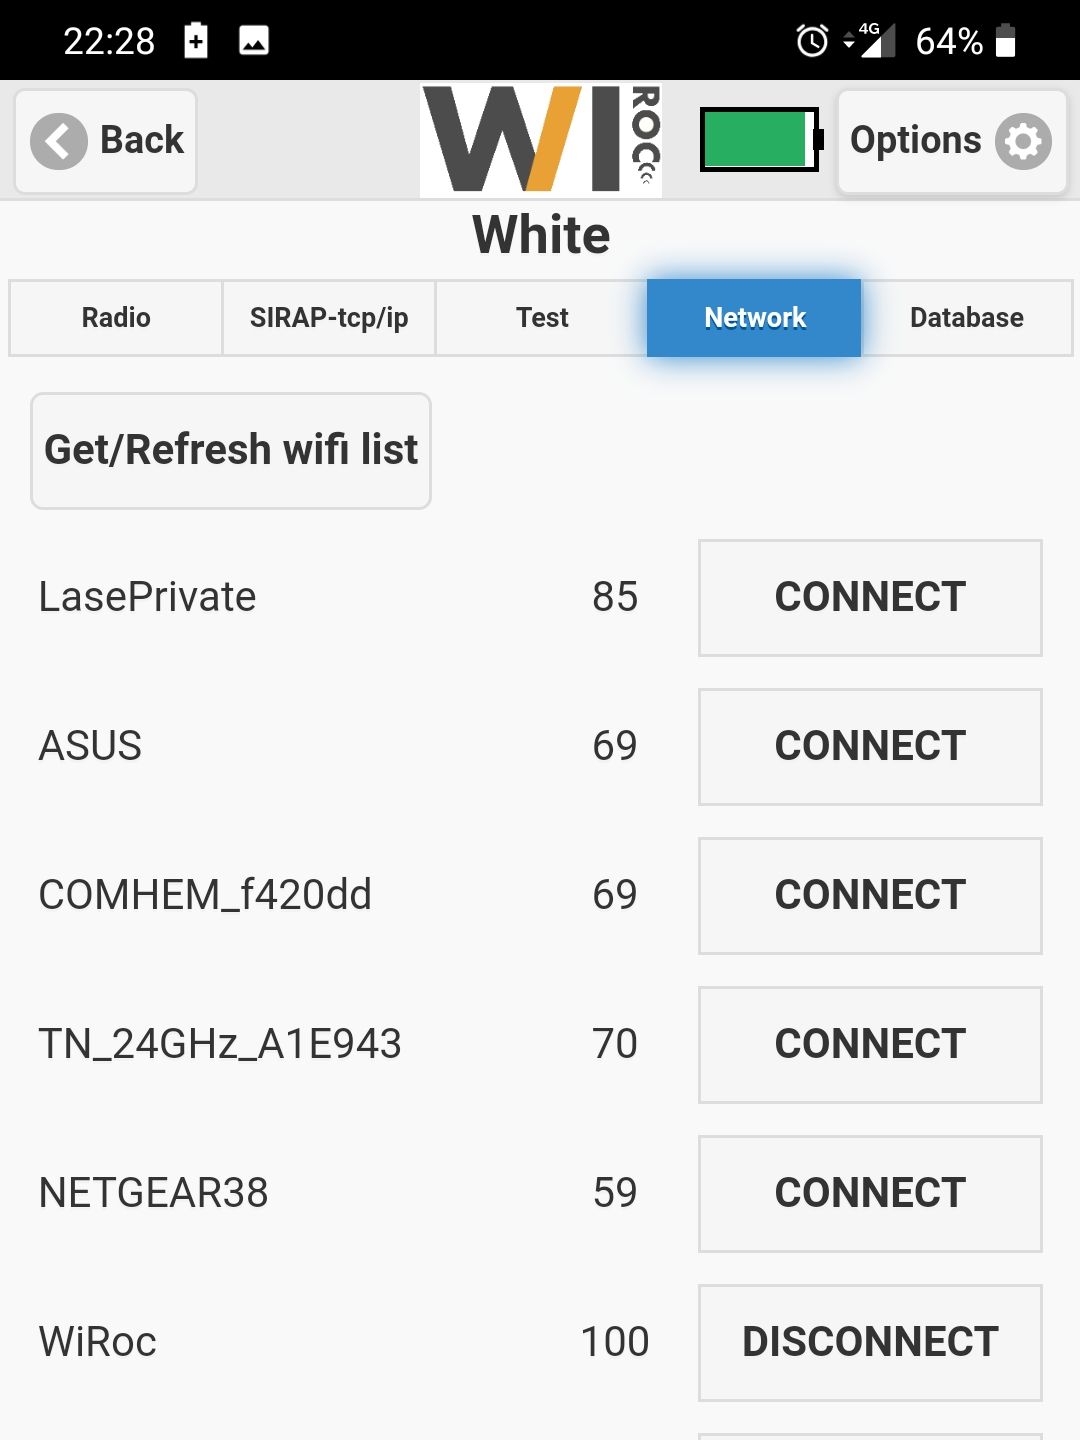 22:28 4G 64%
Back WI ROC Options
White
Radio SIRAP-tcp/ip Test Network Database
Get/Refresh wifi list
LasePrivate 85 CONNECT
ASUS 69 CONNECT
COMHEM_f420dd 69 CONNECT
TN_24GHz_A1E943 70 CONNECT
NETGEAR38 59 CONNECT
WiRoc 100 DISCONNECT